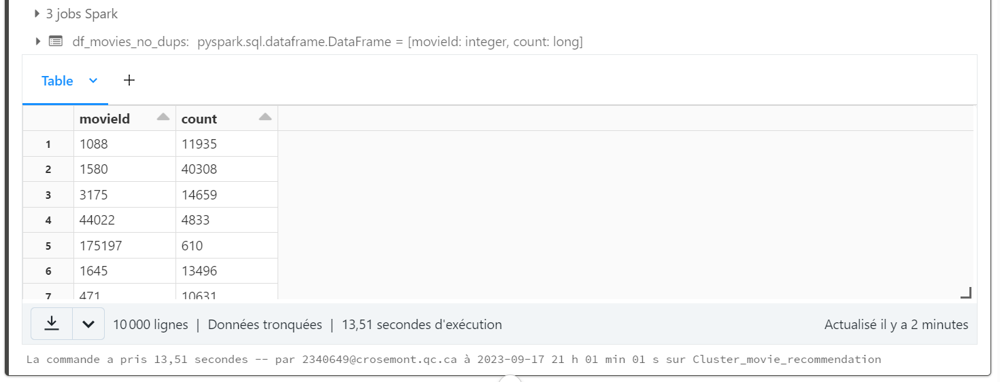 3 jobs Spark
df_movies_no_dups: pyspark.sql.dataframe.DataFrame = [movieId: integer, count: long]
Table +
movieId count
1 1088 11935
2 1580 40308
3 3175 14659
4 44022 4833
5 175197 610
6 1645 13496
7 471 10631
10 000 lignes | Données tronquées | 13,51 secondes d'exécution Actualisé il y a 2 minutes
La commande a pris 13,51 secondes -- par 2340649@crosemont.qc.ca à 2023-09-17 21 h 01 min 01 s sur Cluster_movie_recommendation